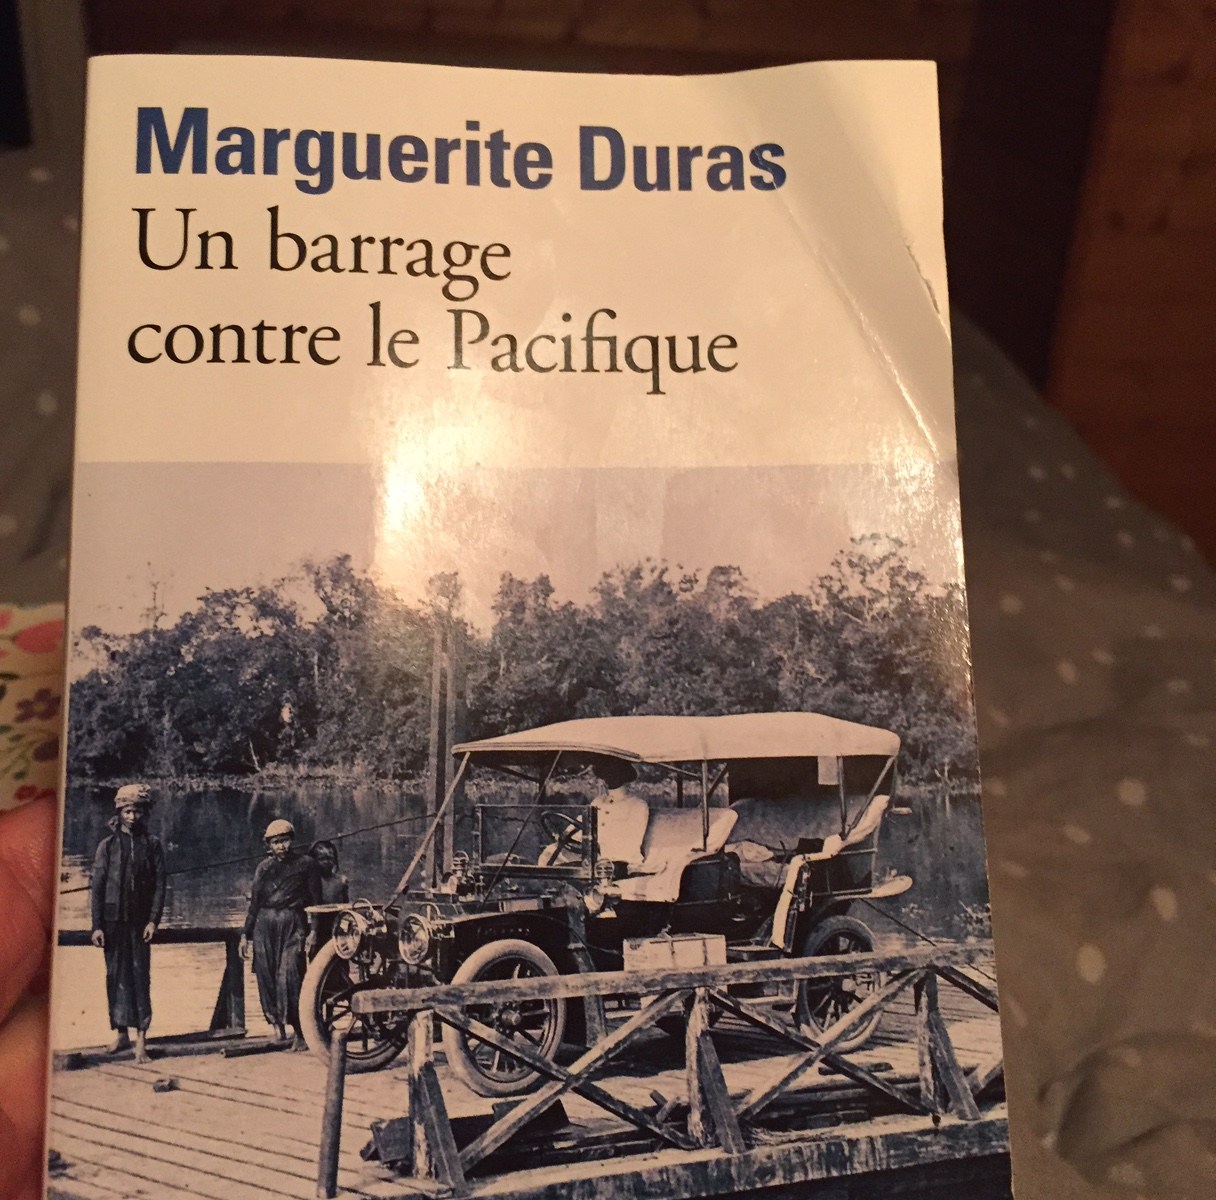 Marguerite Duras
Un barrage
contre le Pacifique